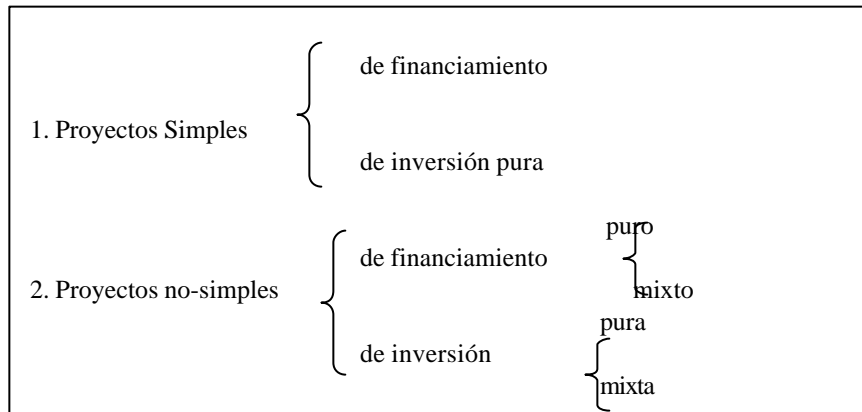 de financiamiento
1. Proyectos Simples
de inversión pura
puro
de financiamiento
2. Proyectos no-simples
mixto
pura
de inversión
mixta